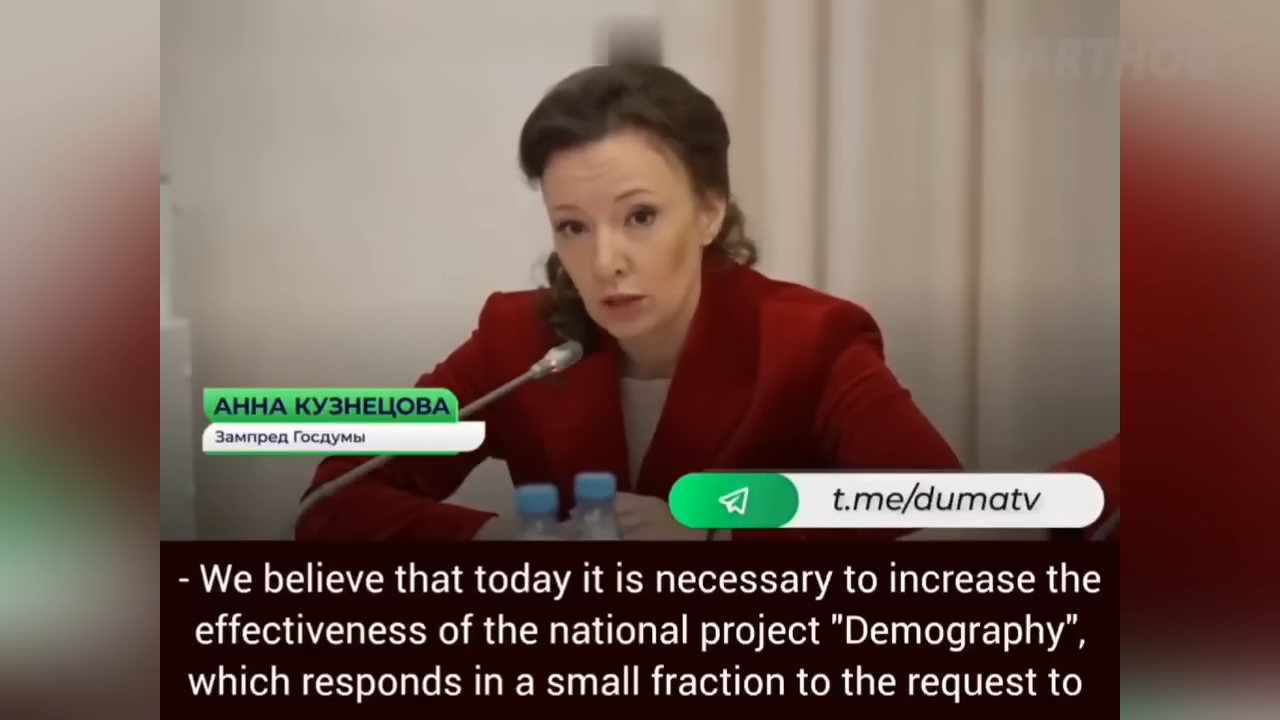 WARTHOG
АННА КУЗНЕЦОВА
Зампред Госдумы
t.me/dumatv
- We believe that today it is necessary to increase the
effectiveness of the national project "Demography",
which responds in a small fraction to the request to